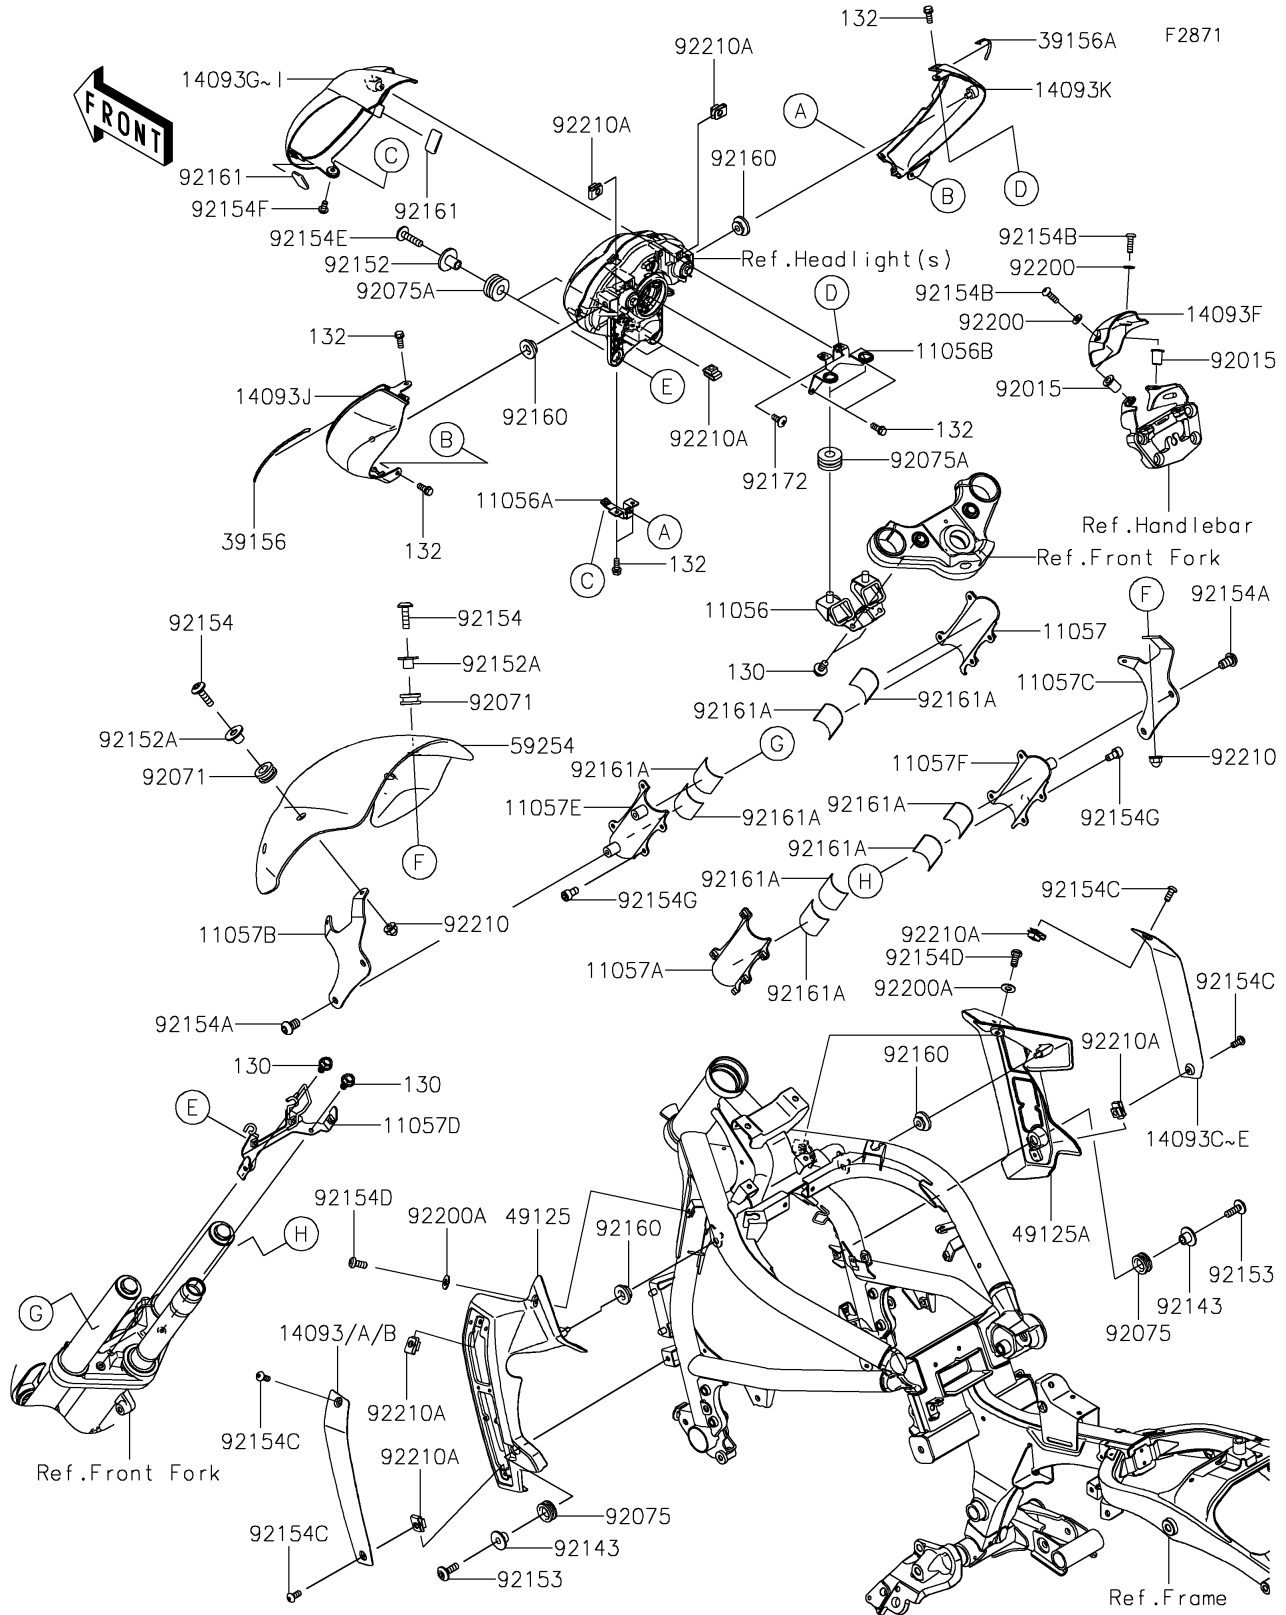 132
39156A
F2871
92210A
14093G~I
14093K
FRONT
A
92210A
92160
C
92161
B
D
92154F
92161
92154E
92154B
92152
Ref.Headlight(s)
92200
92075A
D
92154B
92200
14093F
132
11056B
92015
E
92015
14093J
92160
92210A
132
B
92172
92075A
11056A
39156
132
A
Ref.Handlebar
132
Ref.Front Fork
C
F
92154A
92154
92154
11056
11057
92152A
130
11057C
92071
92161A
92161A
92152A
59254
G
92071
92161A
11057F
92210
11057E
92161A
92161A
92154G
F
92161A
92161A
H
92154C
92154G
92210
92210A
11057B
92154D
11057A
92161A
92200A
92154C
92154A
92160
92210A
130
130
E
11057D
14093C~E
92154D
92200A
49125
92160
H
49125A
92153
G
92143
14093/A/B
92075
92210A
92154C
92210A
Ref.Front Fork
92075
92154C
92143
92153
Ref.Frame